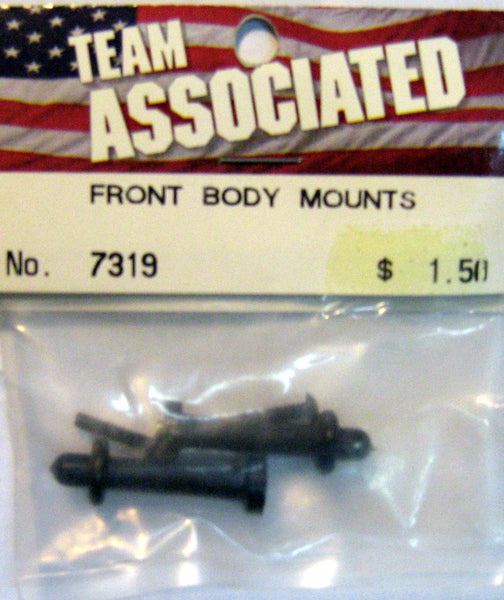 TEAM
ASSOCIATED
FRONT BODY MOUNTS
No. 7319 $ 1.50